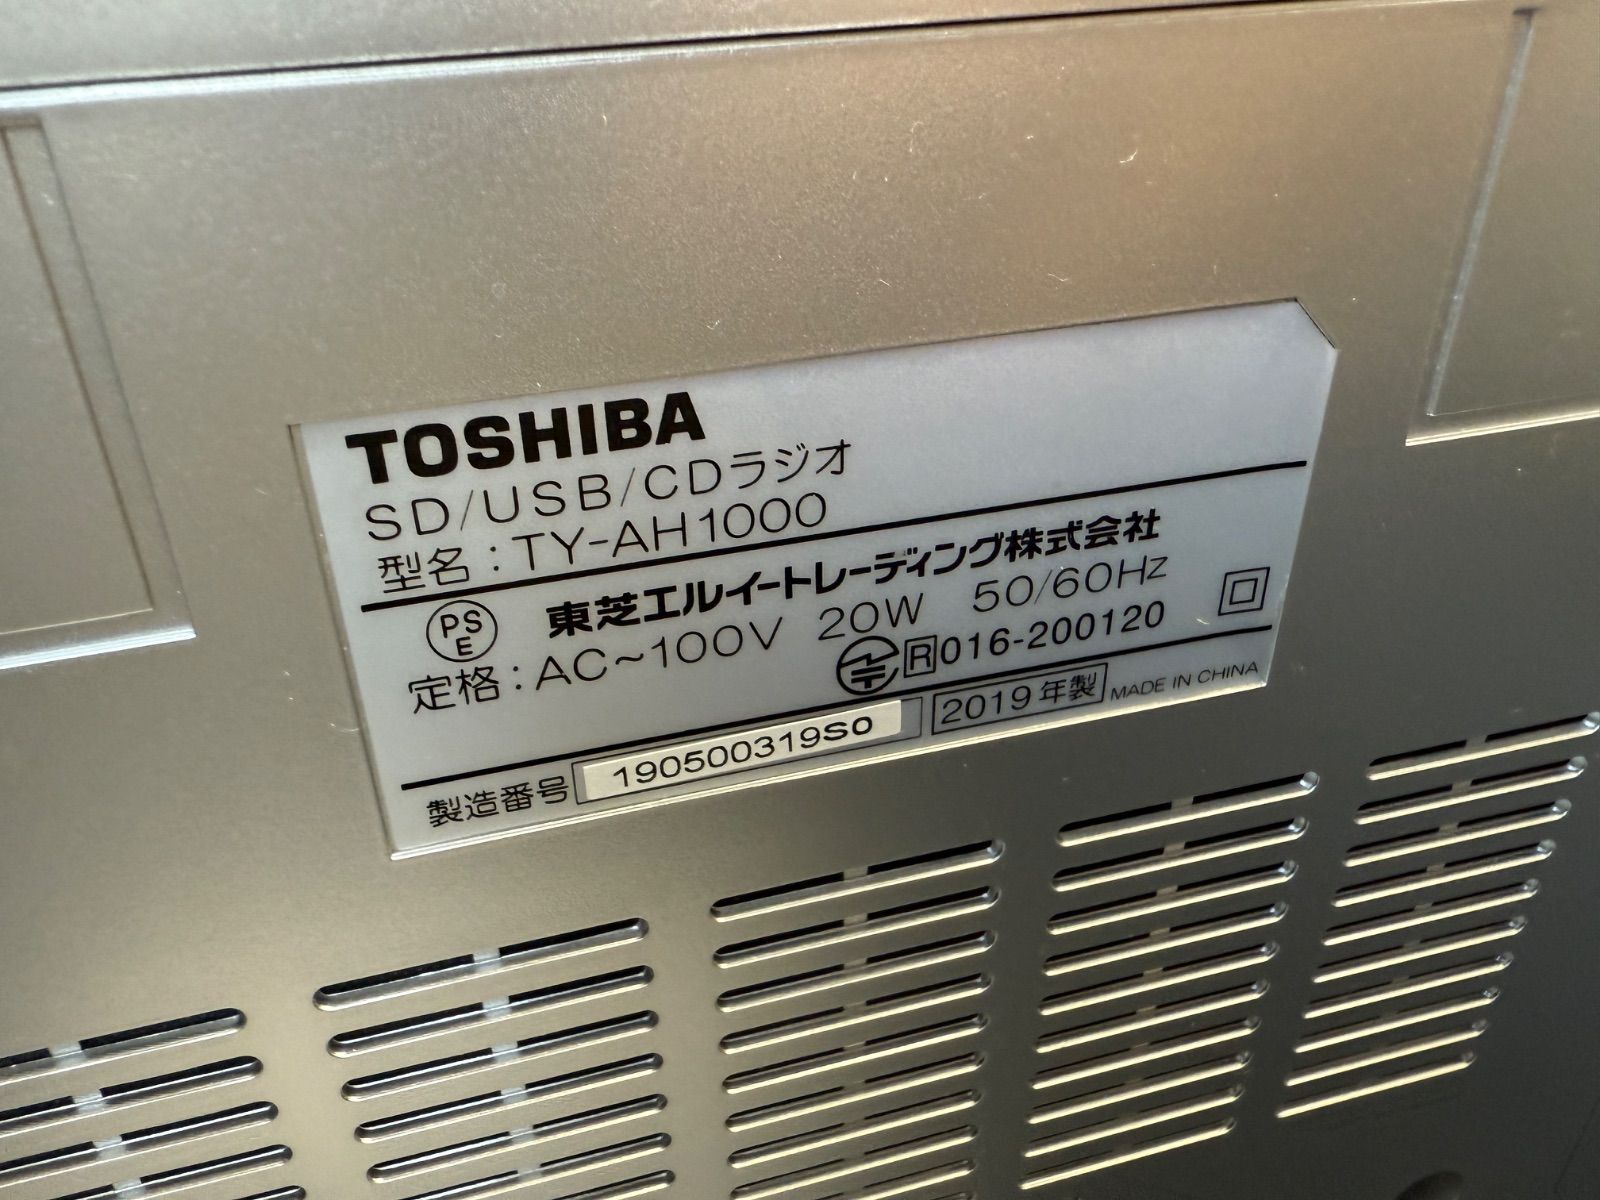 TOSHIBA
SD/USB/CDラジオ
型名:TY-AH1000
PSE 東芝エルイートレーディング株式会社
定格:AC~100V 20W 50/60Hz
R 016-200120
製造番号 190500319S0 2019年製 MADE IN CHINA